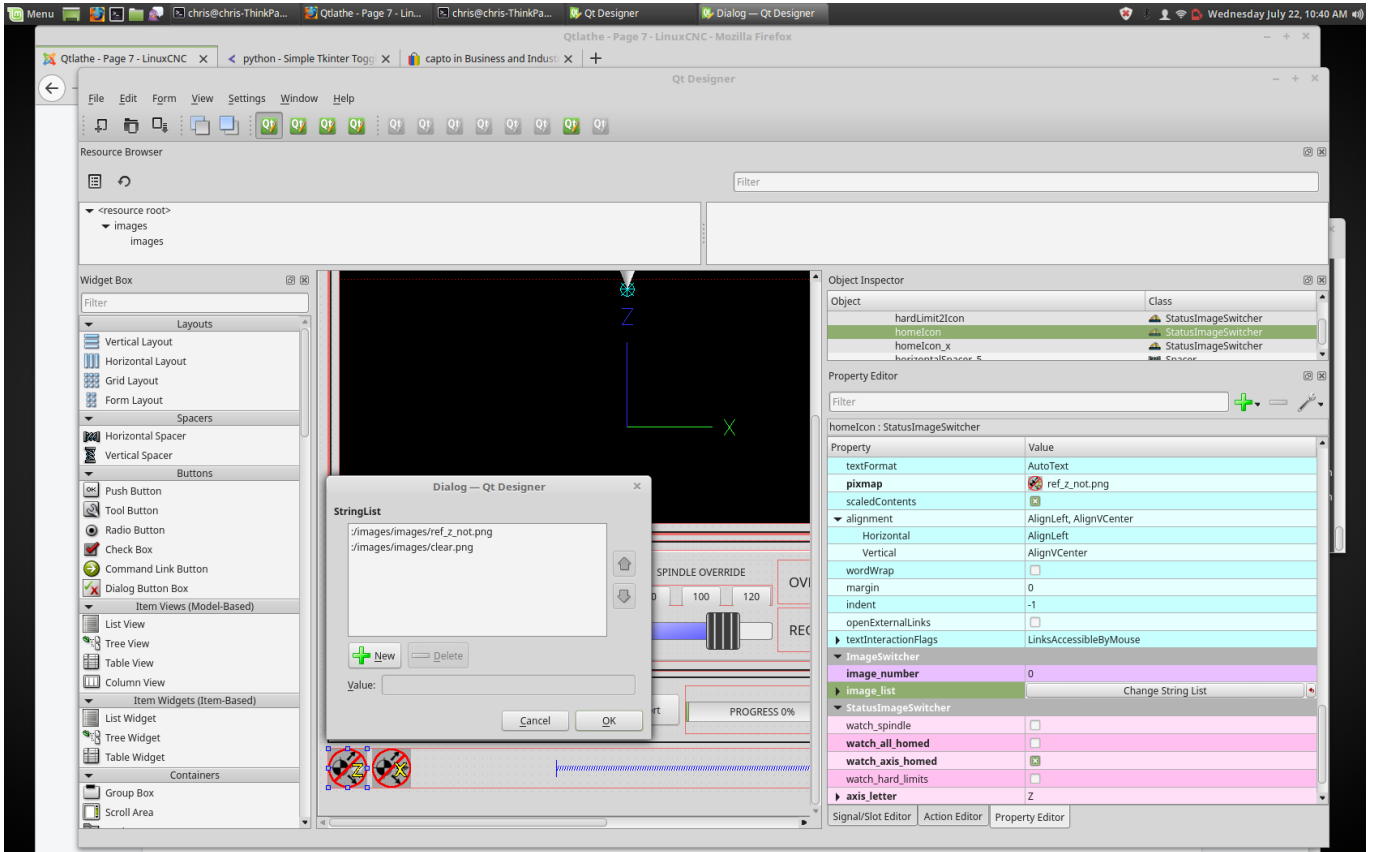 Menu
chris@chris-ThinkPa...
Qtlathe - Page 7 - Lin...
chris@chris-ThinkPa...
Qt Designer
Dialog — Qt Designer
Wednesday July 22, 10:40 AM
Qtlathe - Page 7 - LinuxCNC - Mozilla Firefox
Qtlathe - Page 7 - LinuxCNC X
python - Simple Tkinter Togg X
capto in Business and Indust X
Qt Designer
File Edit Form View Settings Window Help
Resource Browser
Filter
<resource root>
images
images
Widget Box
Filter
Layouts
Vertical Layout
Horizontal Layout
Grid Layout
Form Layout
Spacers
Horizontal Spacer
Vertical Spacer
Buttons
Push Button
Tool Button
Radio Button
Check Box
Command Link Button
Dialog Button Box
Item Views (Model-Based)
List View
Tree View
Table View
Column View
Item Widgets (Item-Based)
List Widget
Tree Widget
Table Widget
Containers
Group Box
Scroll Area
Z
X
Dialog — Qt Designer
StringList
:/images/images/ref_z_not.png
:/images/images/clear.png
New
Delete
Value:
Cancel
OK
SPINDLE OVERRIDE
100 120
PROGRESS 0%
Z
X
Object Inspector
Object Class
hardLimit2Icon StatusImageSwitcher
homeIcon StatusImageSwitcher
homeIcon_x StatusImageSwitcher
horizontalSpacer_5 Spacer
Property Editor
Filter
homeIcon : StatusImageSwitcher
Property Value
textFormat AutoText
pixmap ref_z_not.png
scaledContents
alignment AlignLeft, AlignVCenter
Horizontal AlignLeft
Vertical AlignVCenter
wordWrap
margin 0
indent -1
openExternalLinks
textInteractionFlags LinksAccessibleByMouse
ImageSwitcher
image_number 0
image_list Change String List
StatusImageSwitcher
watch_spindle
watch_all_homed
watch_axis_homed
watch_hard_limits
axis_letter Z
Signal/Slot Editor Action Editor Property Editor